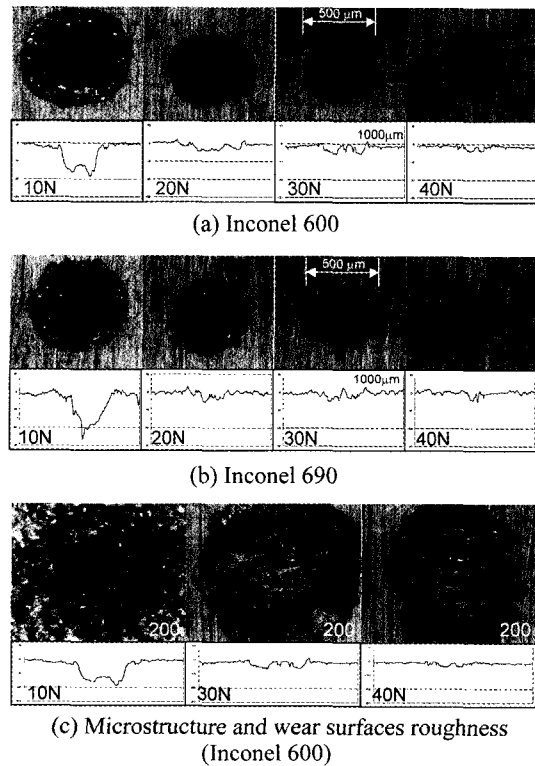 500 μm
1000μm
10N
20N
30N
40N
(a) Inconel 600
500 μm
1000μm
10N
20N
30N
40N
(b) Inconel 690
200
200
200
10N
30N
40N
(c) Microstructure and wear surfaces roughness
(Inconel 600)